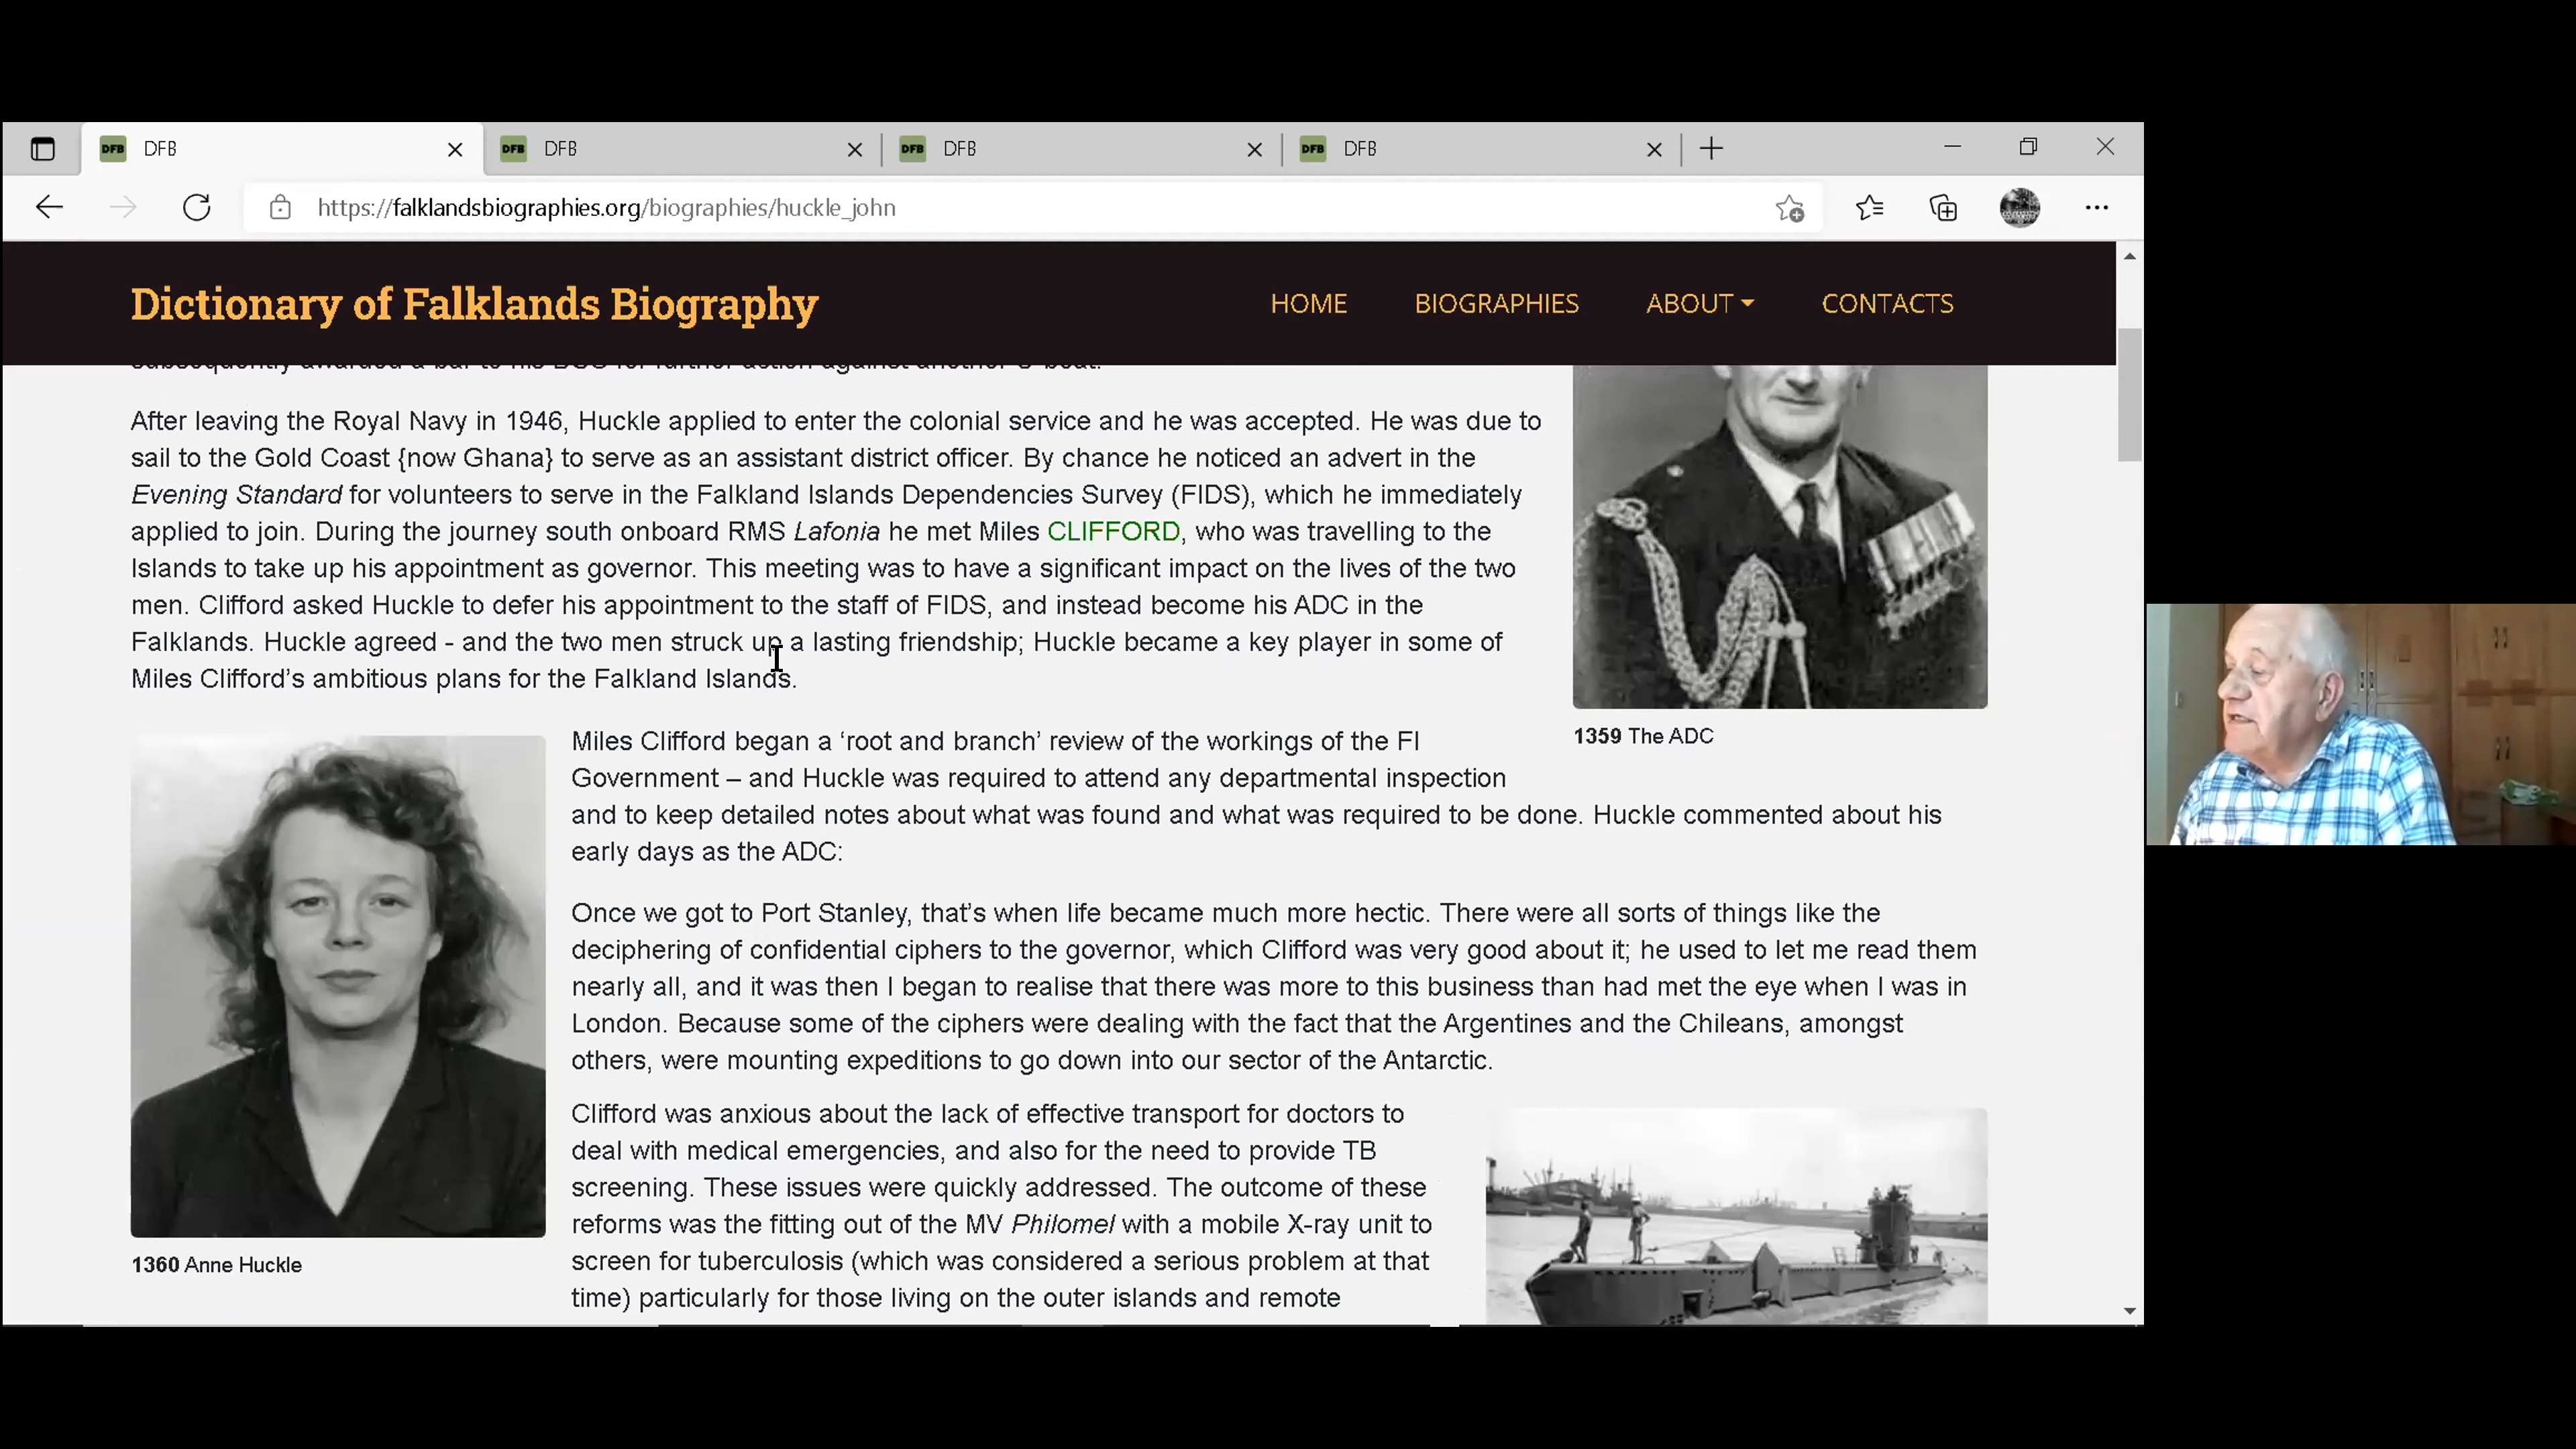 DFB
DFB
DFB
DFB
https://falklandsbiographies.org/biographies/huckle_john
Dictionary of Falklands Biography
HOME
BIOGRAPHIES
ABOUT
CONTACTS
subsequently awarded a bar to his DSC for further action against another U-boat.
After leaving the Royal Navy in 1946, Huckle applied to enter the colonial service and he was accepted. He was due to
sail to the Gold Coast {now Ghana} to serve as an assistant district officer. By chance he noticed an advert in the
Evening Standard for volunteers to serve in the Falkland Islands Dependencies Survey (FIDS), which he immediately
applied to join. During the journey south onboard RMS Lafonia he met Miles CLIFFORD, who was travelling to the
Islands to take up his appointment as governor. This meeting was to have a significant impact on the lives of the two
men. Clifford asked Huckle to defer his appointment to the staff of FIDS, and instead become his ADC in the
Falklands. Huckle agreed - and the two men struck up a lasting friendship; Huckle became a key player in some of
Miles Clifford's ambitious plans for the Falkland Islands.
1359 The ADC
Miles Clifford began a ‘root and branch’ review of the workings of the FI
Government – and Huckle was required to attend any departmental inspection
and to keep detailed notes about what was found and what was required to be done. Huckle commented about his
early days as the ADC:
Once we got to Port Stanley, that’s when life became much more hectic. There were all sorts of things like the
deciphering of confidential ciphers to the governor, which Clifford was very good about it; he used to let me read them
nearly all, and it was then I began to realise that there was more to this business than had met the eye when I was in
London. Because some of the ciphers were dealing with the fact that the Argentines and the Chileans, amongst
others, were mounting expeditions to go down into our sector of the Antarctic.
Clifford was anxious about the lack of effective transport for doctors to
deal with medical emergencies, and also for the need to provide TB
screening. These issues were quickly addressed. The outcome of these
reforms was the fitting out of the MV Philomel with a mobile X-ray unit to
screen for tuberculosis (which was considered a serious problem at that
time) particularly for those living on the outer islands and remote
1360 Anne Huckle